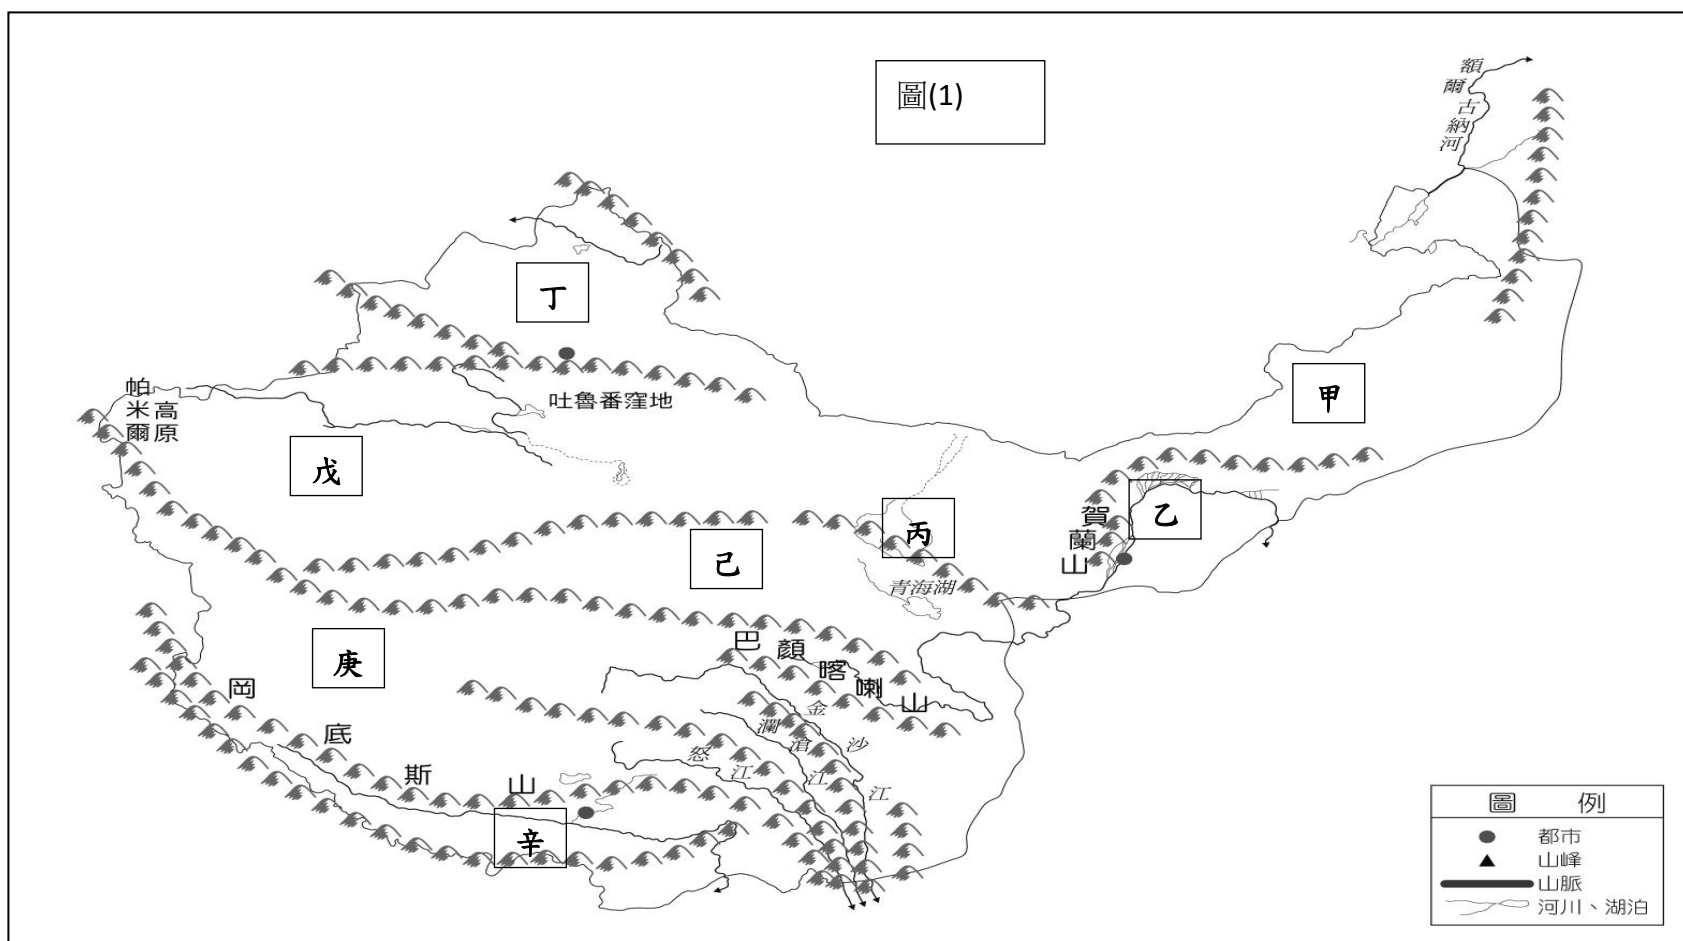 圖(1)
額爾古納河
丁
甲
帕米爾高原
吐魯番窪地
戊
賀蘭山
乙
丙
己
青海湖
庚
巴顏喀喇山
岡底斯山
金沙江
瀾滄江
怒江
辛
圖 例
都市
山峰
山脈
河川、湖泊